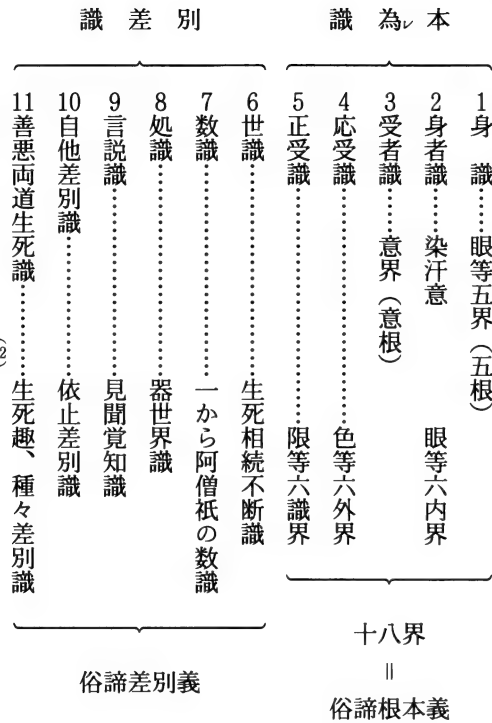 識為レ本
1身識……眼等五界（五根）
2身者識……染汗意 眼等六内界
3受者識……意界（意根）
4応受識……………色等六外界
5正受識……………限等六識界
十八界
＝
俗諦根本義
識差別
6世識……………生死相続不断識
7数識……………一から阿僧祇の数識
8処識……………器世界識
9言説識……………見聞覚知識
10自他差別識……………依止差別識
11善悪両道生死識……生死趣、種々差別識
(2)
俗諦差別義